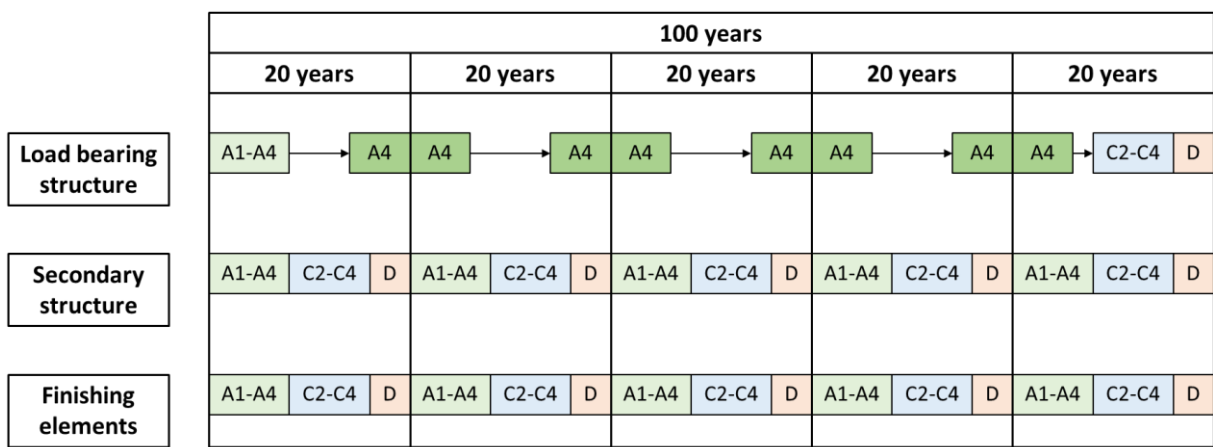 100 years
20 years 20 years 20 years 20 years 20 years
Load bearing
structure
A1-A4 A4 A4 A4 A4 A4 A4 A4 A4 C2-C4 D
Secondary
structure
A1-A4 C2-C4 D A1-A4 C2-C4 D A1-A4 C2-C4 D A1-A4 C2-C4 D A1-A4 C2-C4 D
Finishing
elements
A1-A4 C2-C4 D A1-A4 C2-C4 D A1-A4 C2-C4 D A1-A4 C2-C4 D A1-A4 C2-C4 D